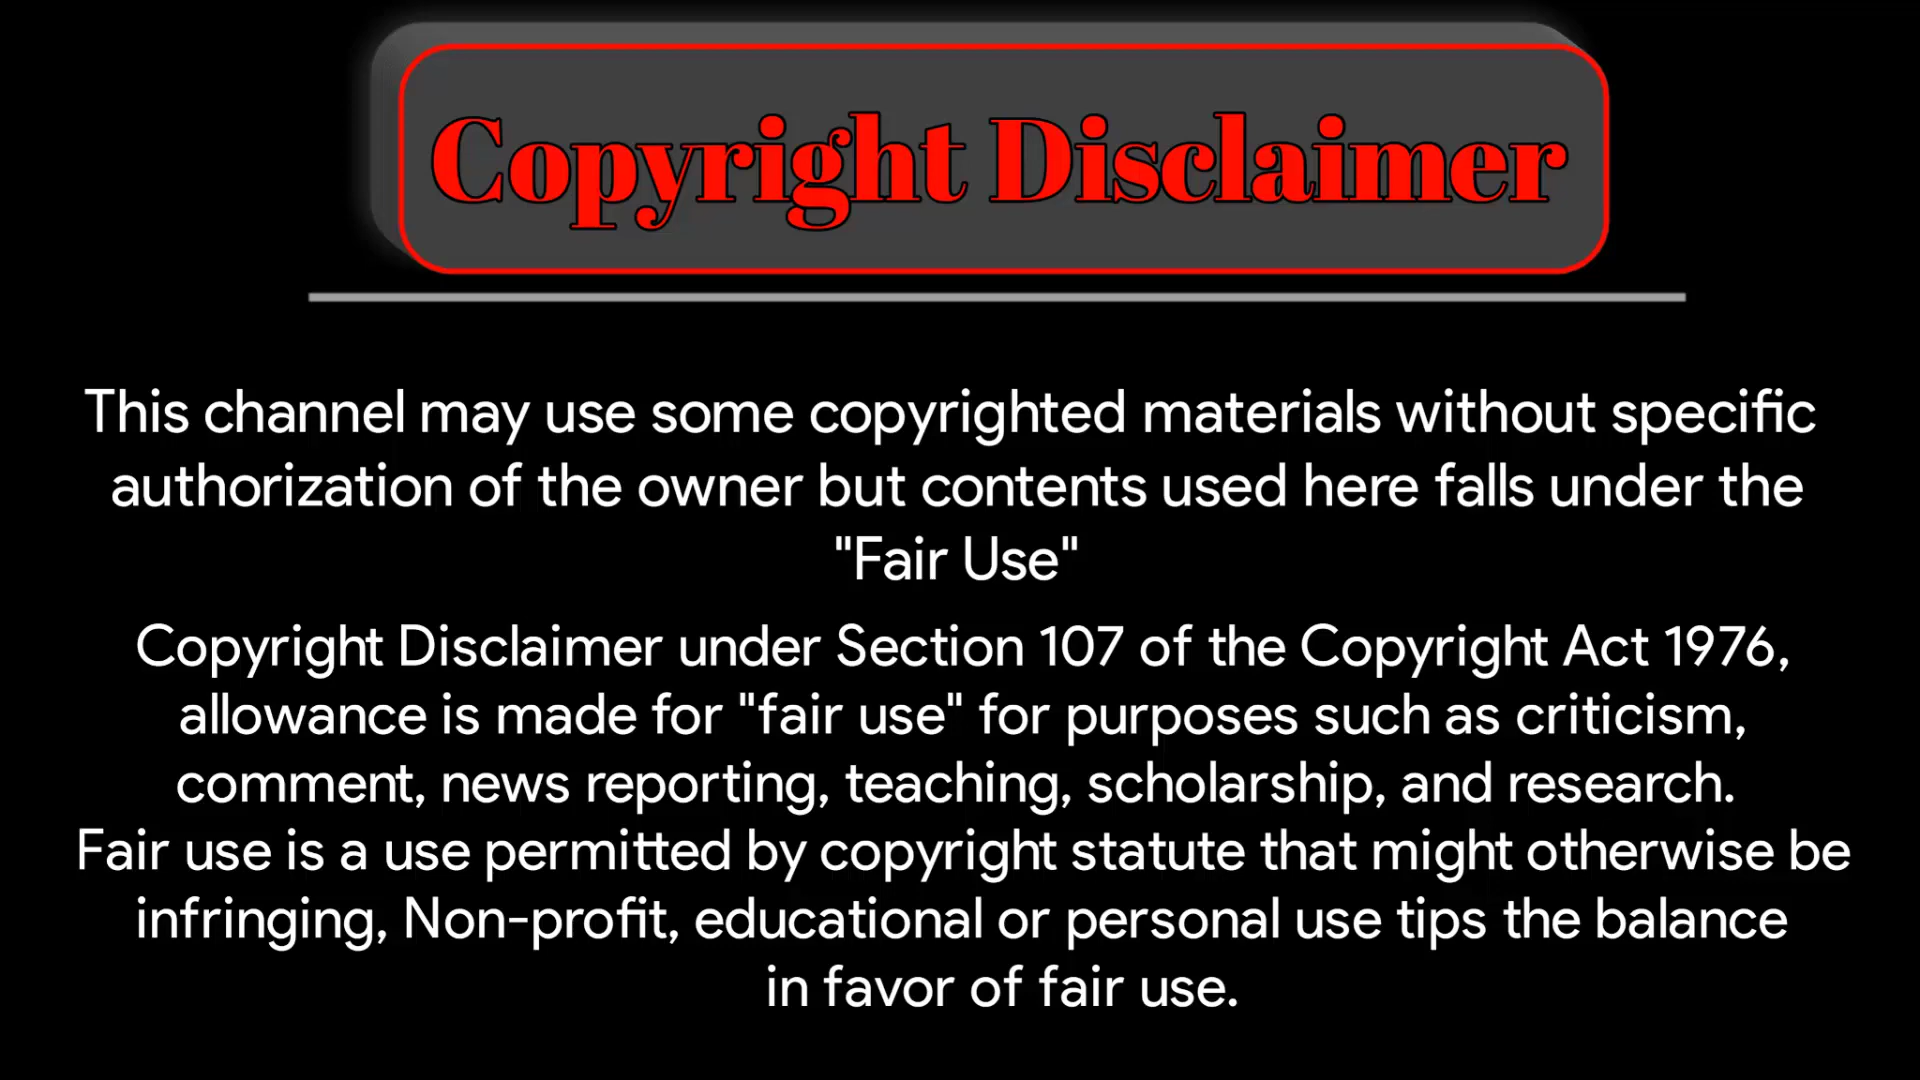 Copyright Disclaimer
This channel may use some copyrighted materials without specific
authorization of the owner but contents used here falls under the
"Fair Use"
Copyright Disclaimer under Section 107 of the Copyright Act 1976,
allowance is made for "fair use" for purposes such as criticism,
comment, news reporting, teaching, scholarship, and research.
Fair use is a use permitted by copyright statute that might otherwise be
infringing, Non-profit, educational or personal use tips the balance
in favor of fair use.